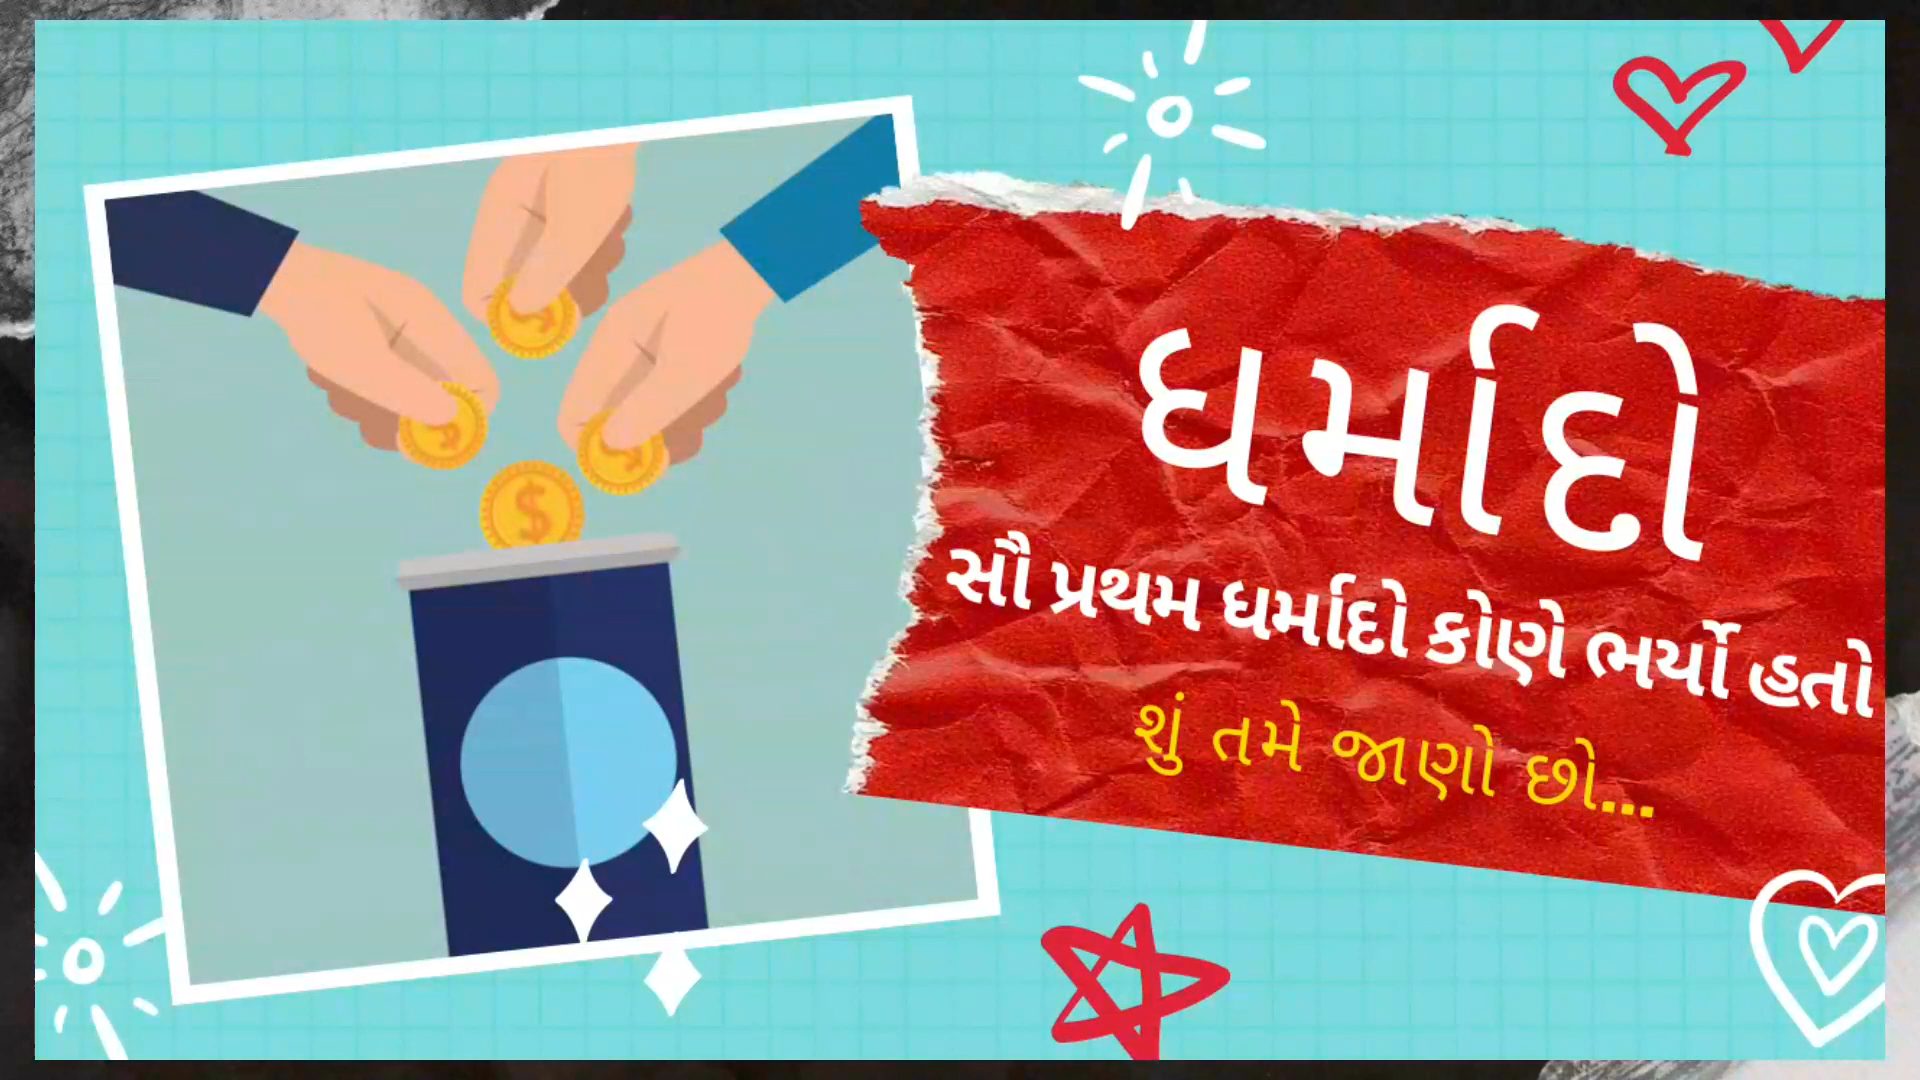 ધર્માદો
સૌ પ્રથમ ધર્માદો કોણે ભર્યો હતો
શું તમે જાણો છો...